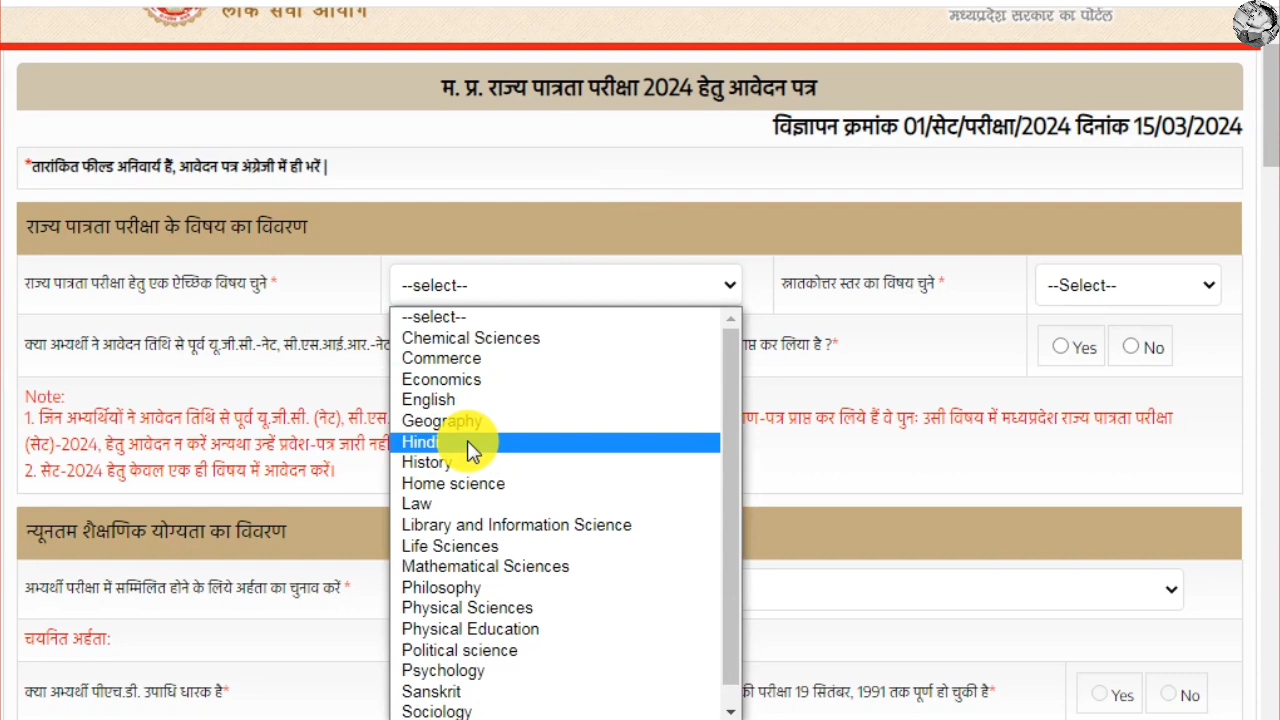 लोक सेवा आयोग
मध्यप्रदेश सरकार का पोर्टल
म. प्र. राज्य पात्रता परीक्षा 2024 हेतु आवेदन पत्र
विज्ञापन क्रमांक 01/सेट/परीक्षा/2024 दिनांक 15/03/2024
*तारांकित फील्ड अनिवार्य हैं, आवेदन पत्र अंग्रेजी में ही भरें |
राज्य पात्रता परीक्षा के विषय का विवरण
राज्य पात्रता परीक्षा हेतु एक ऐच्छिक विषय चुने * --select-- स्नातकोत्तर स्तर का विषय चुने * --Select--
--select--
Chemical Sciences
क्या अभ्यर्थी ने आवेदन तिथि से पूर्व यू.जी.सी.-नेट, सी.एस.आई.आर.-नेट कर लिया है ?* Yes No
Commerce
Economics
English
Geography
Hindi
History
Home science
Law
Library and Information Science
Life Sciences
Mathematical Sciences
Philosophy
Physical Sciences
Physical Education
Political science
Psychology
Sanskrit
Sociology
Note:
1. जिन अभ्यर्थियों ने आवेदन तिथि से पूर्व यू.जी.सी. (नेट), सी.एस. पत्र प्राप्त कर लिये हैं वे पुनः उसी विषय में मध्यप्रदेश राज्य पात्रता परीक्षा
(सेट)-2024, हेतु आवेदन न करें अन्यथा उन्हें प्रवेश-पत्र जारी नहीं
2. सेट-2024 हेतु केवल एक ही विषय में आवेदन करें।
न्यूनतम शैक्षणिक योग्यता का विवरण
अभ्यर्थी परीक्षा में सम्मिलित होने के लिये अर्हता का चुनाव करें *
चयनित अर्हता:
क्या अभ्यर्थी पीएच.डी. उपाधि धारक है* की परीक्षा 19 सितंबर, 1991 तक पूर्ण हो चुकी है* Yes No